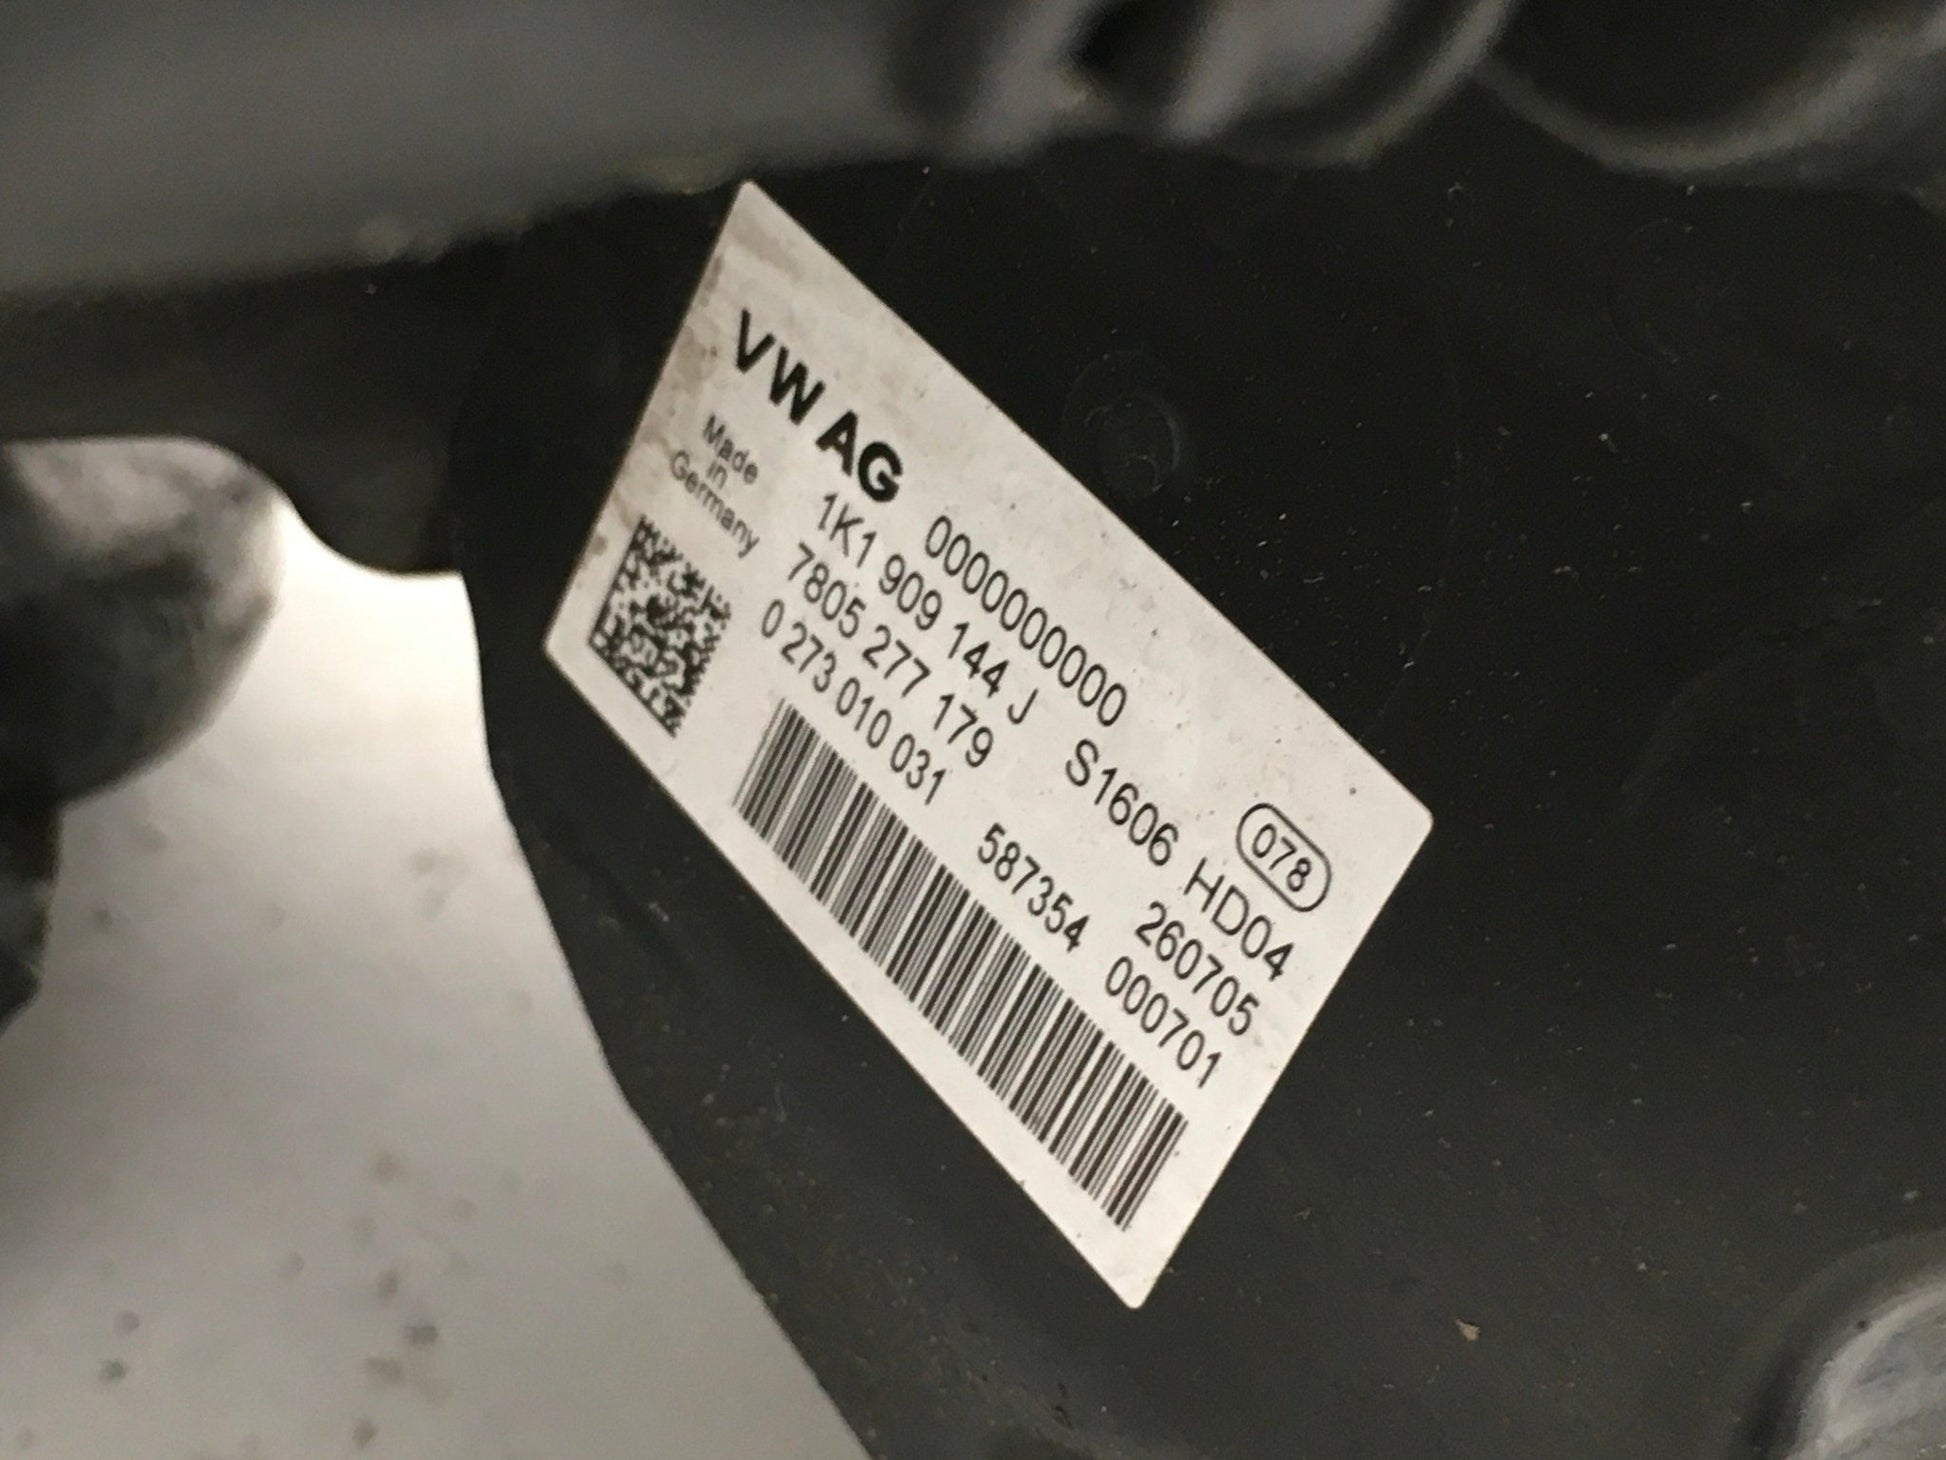 VW AG 0000000000 078
Made
in
Germany
1K1 909 144 J S1606 HD04
7805 277 179 260705
0 273 010 031 587354 000701